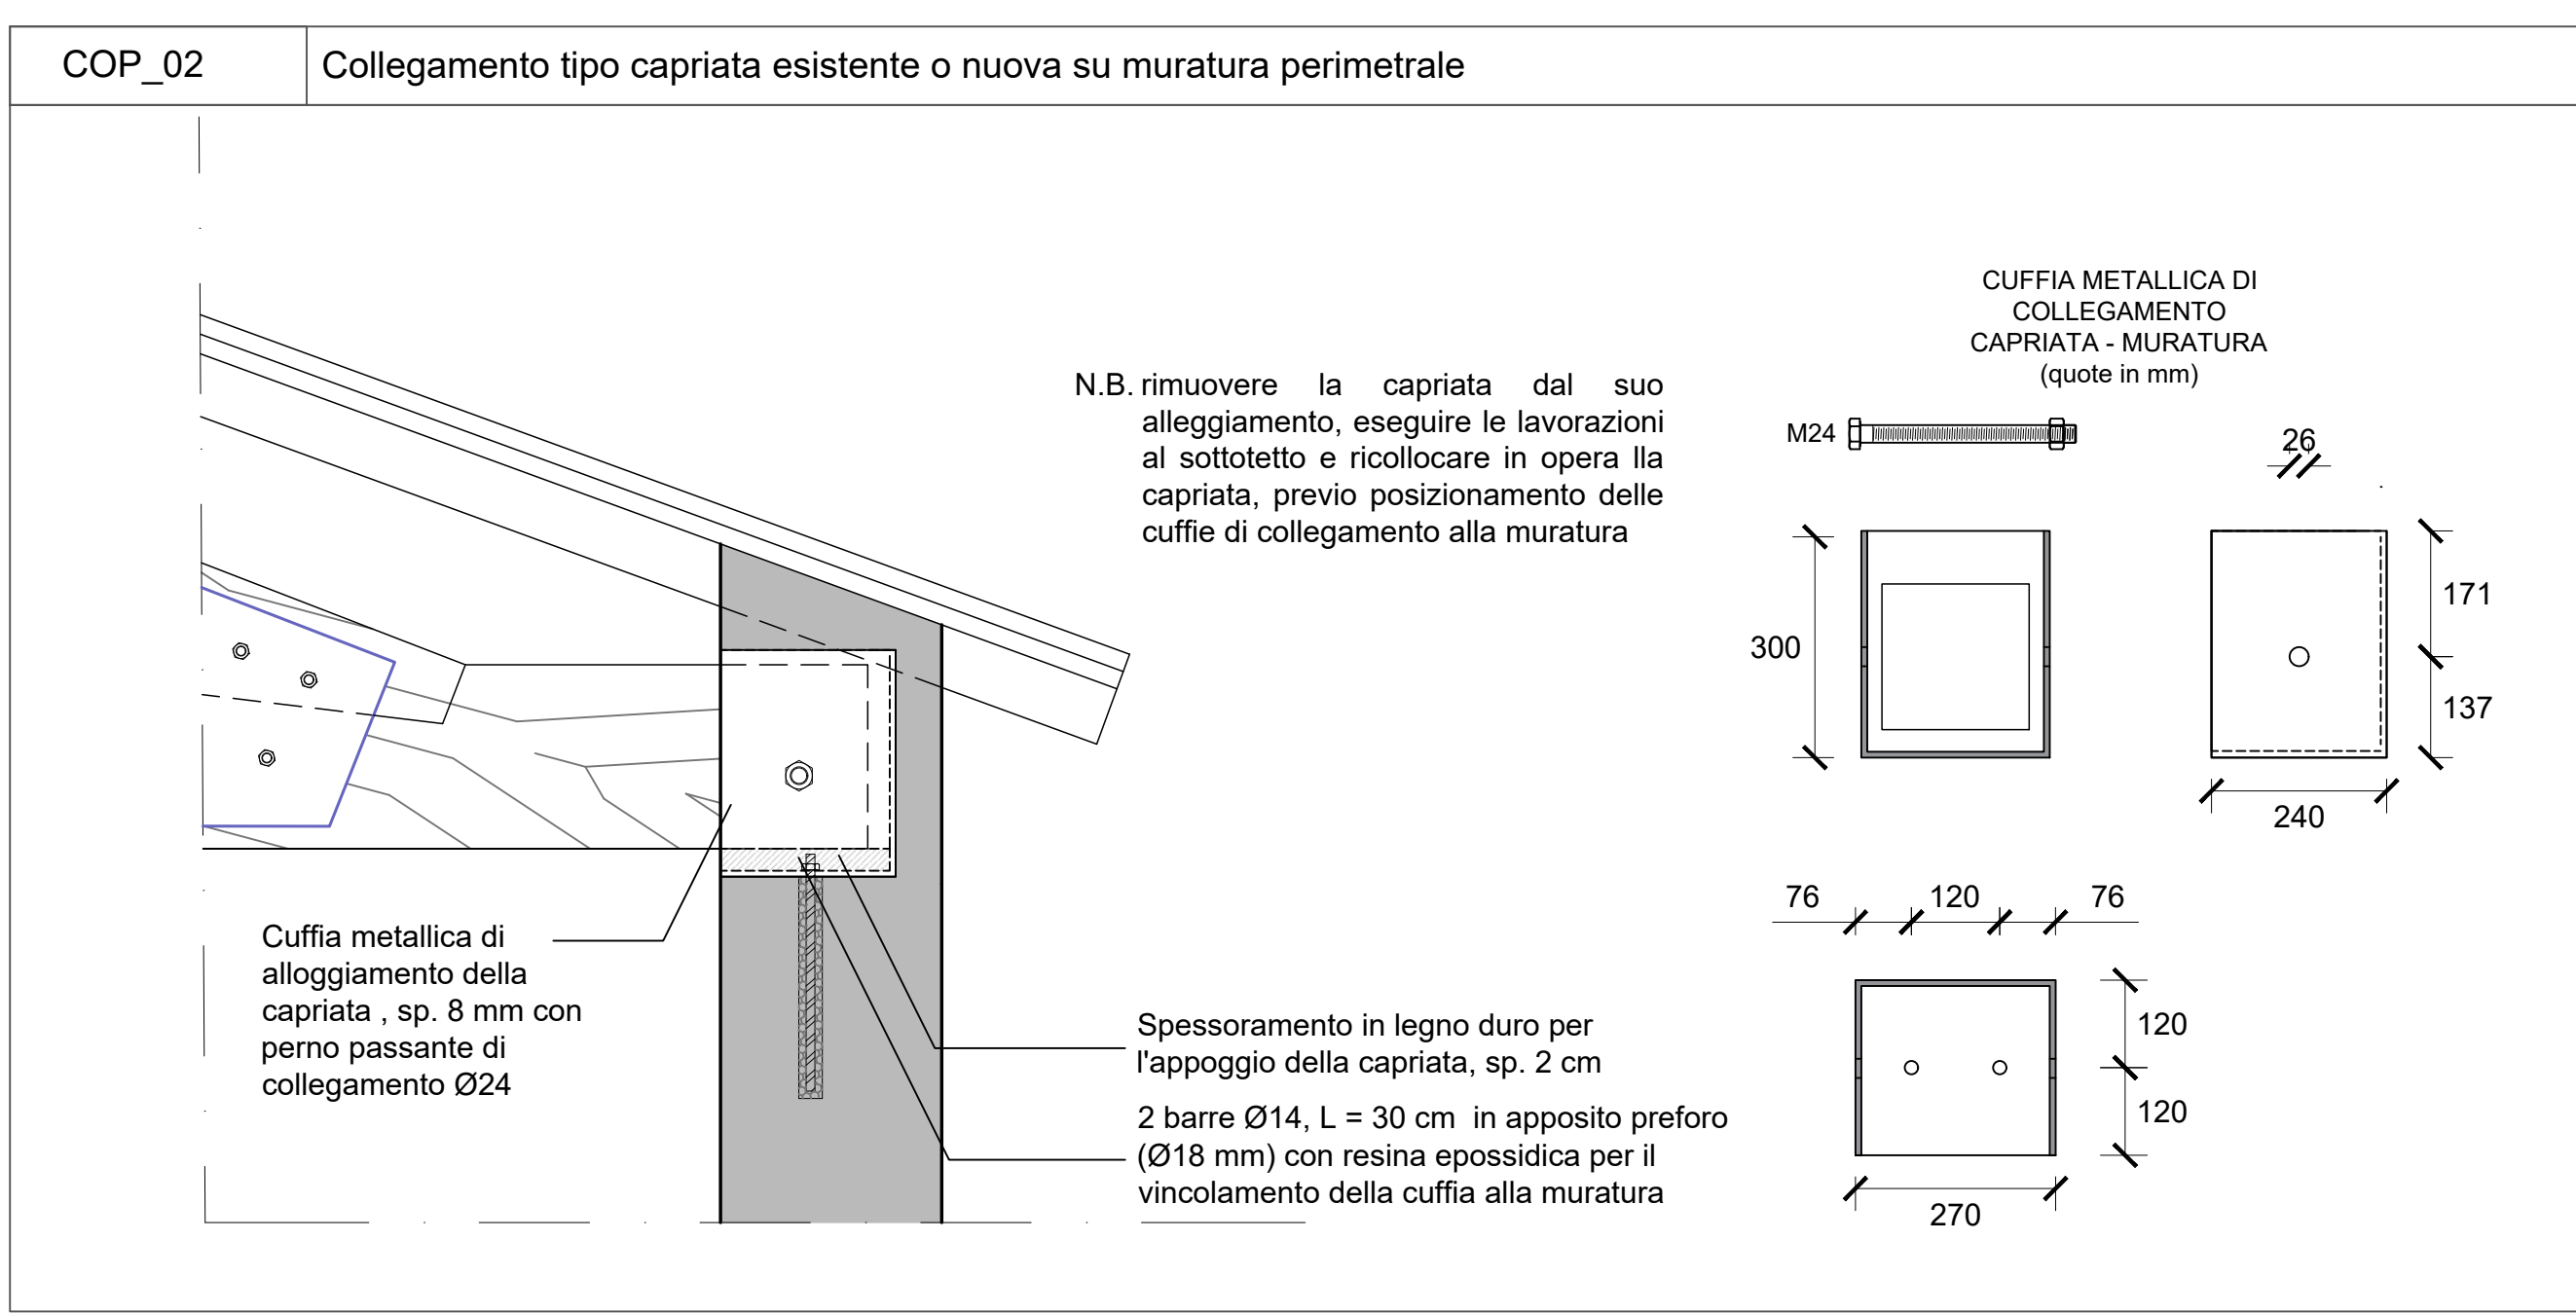 COP_02
Collegamento tipo capriata esistente o nuova su muratura perimetrale
CUFFIA METALLICA DI
COLLEGAMENTO
CAPRIATA - MURATURA
(quote in mm)
N.B. rimuovere la capriata dal suo
alleggiamento, eseguire le lavorazioni
al sottotetto e ricollocare in opera lla
capriata, previo posizionamento delle
cuffie di collegamento alla muratura
M24
26
300
171
137
240
76 120 76
120
120
270
Cuffia metallica di
alloggiamento della
capriata , sp. 8 mm con
perno passante di
collegamento Ø24
Spessoramento in legno duro per
l'appoggio della capriata, sp. 2 cm
2 barre Ø14, L = 30 cm in apposito preforo
(Ø18 mm) con resina epossidica per il
vincolamento della cuffia alla muratura